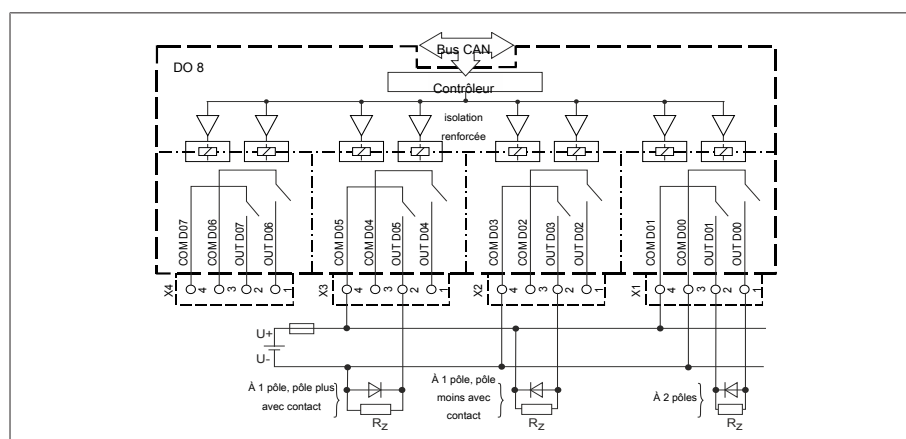 Bus CAN
DO 8
Contrôleur
isolation
renforcée
COM D07
COM D06
OUT D07
OUT D06
COM D05
COM D04
OUT D05
OUT D04
COM D03
COM D02
OUT D03
OUT D02
COM D01
COM D00
OUT D01
OUT D00
X4
4
3
2
1
X3
4
3
2
1
X2
4
3
2
1
X1
4
3
2
1
U+
U-
À 1 pôle, pôle plus
avec contact
RZ
À 1 pôle, pôle
moins avec
contact
RZ
À 2 pôles
RZ